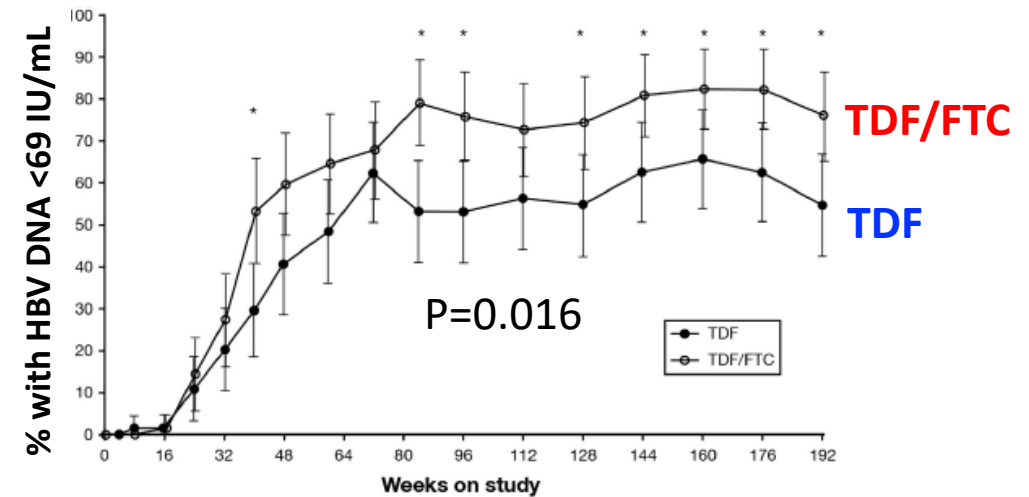 % with HBV DNA <69 IU/mL
100
90
80
70
60
50
40
30
20
10
0
* * * * * * * *
TDF/FTC
TDF
P=0.016
TDF
TDF/FTC
0 16 32 48 64 80 96 112 128 144 160 176 192
Weeks on study